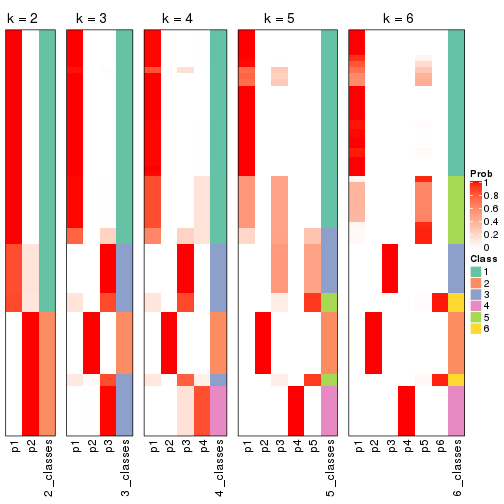 k = 2
k = 3
k = 4
k = 5
k = 6
p1
p2
2_classes
p1
p2
p3
3_classes
p1
p2
p3
p4
4_classes
p1
p2
p3
p4
p5
5_classes
p1
p2
p3
p4
p5
p6
6_classes
Prob
1
0.8
0.6
0.4
0.2
0
Class
1
2
3
4
5
6